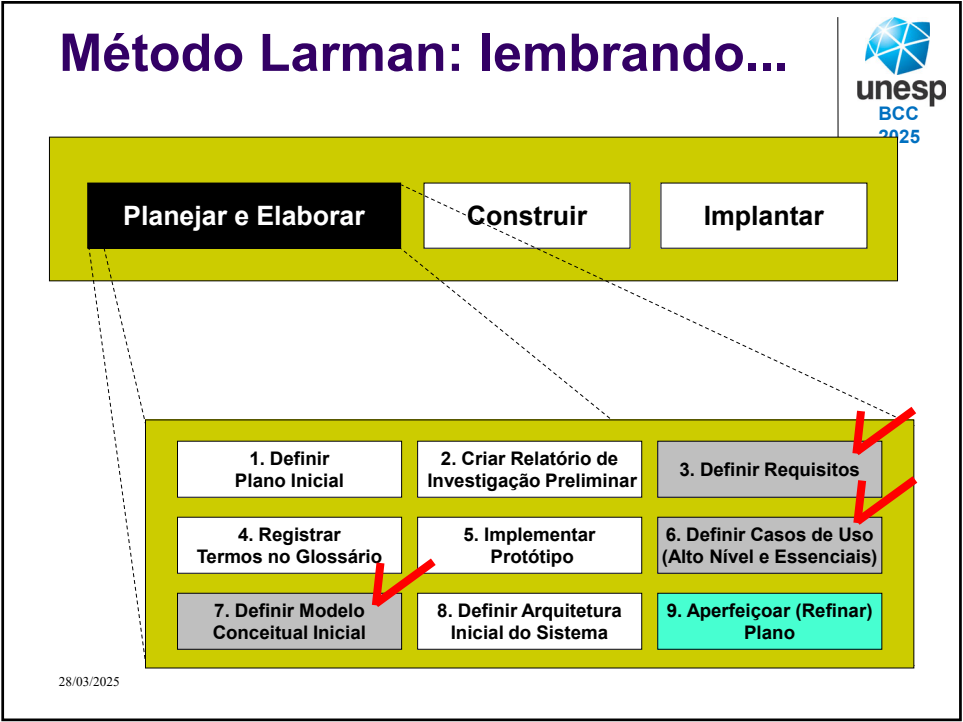 Método Larman: lembrando...
unesp
BCC
2025
Planejar e Elaborar
Construir
Implantar
1. Definir
Plano Inicial
2. Criar Relatório de
Investigação Preliminar
3. Definir Requisitos
4. Registrar
Termos no Glossário
5. Implementar
Protótipo
6. Definir Casos de Uso
(Alto Nível e Essenciais)
7. Definir Modelo
Conceitual Inicial
8. Definir Arquitetura
Inicial do Sistema
9. Aperfeiçoar (Refinar)
Plano
28/03/2025